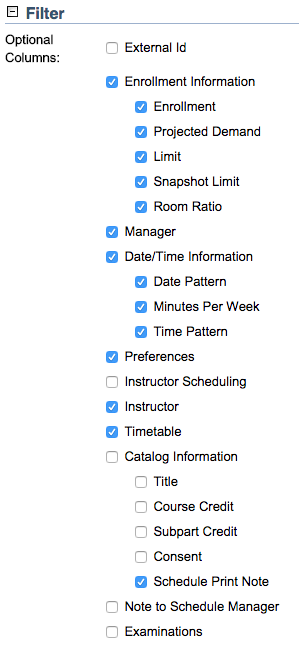 Filter
Optional
Columns:
External Id
Enrollment Information
Enrollment
Projected Demand
Limit
Snapshot Limit
Room Ratio
Manager
Date/Time Information
Date Pattern
Minutes Per Week
Time Pattern
Preferences
Instructor Scheduling
Instructor
Timetable
Catalog Information
Title
Course Credit
Subpart Credit
Consent
Schedule Print Note
Note to Schedule Manager
Examinations